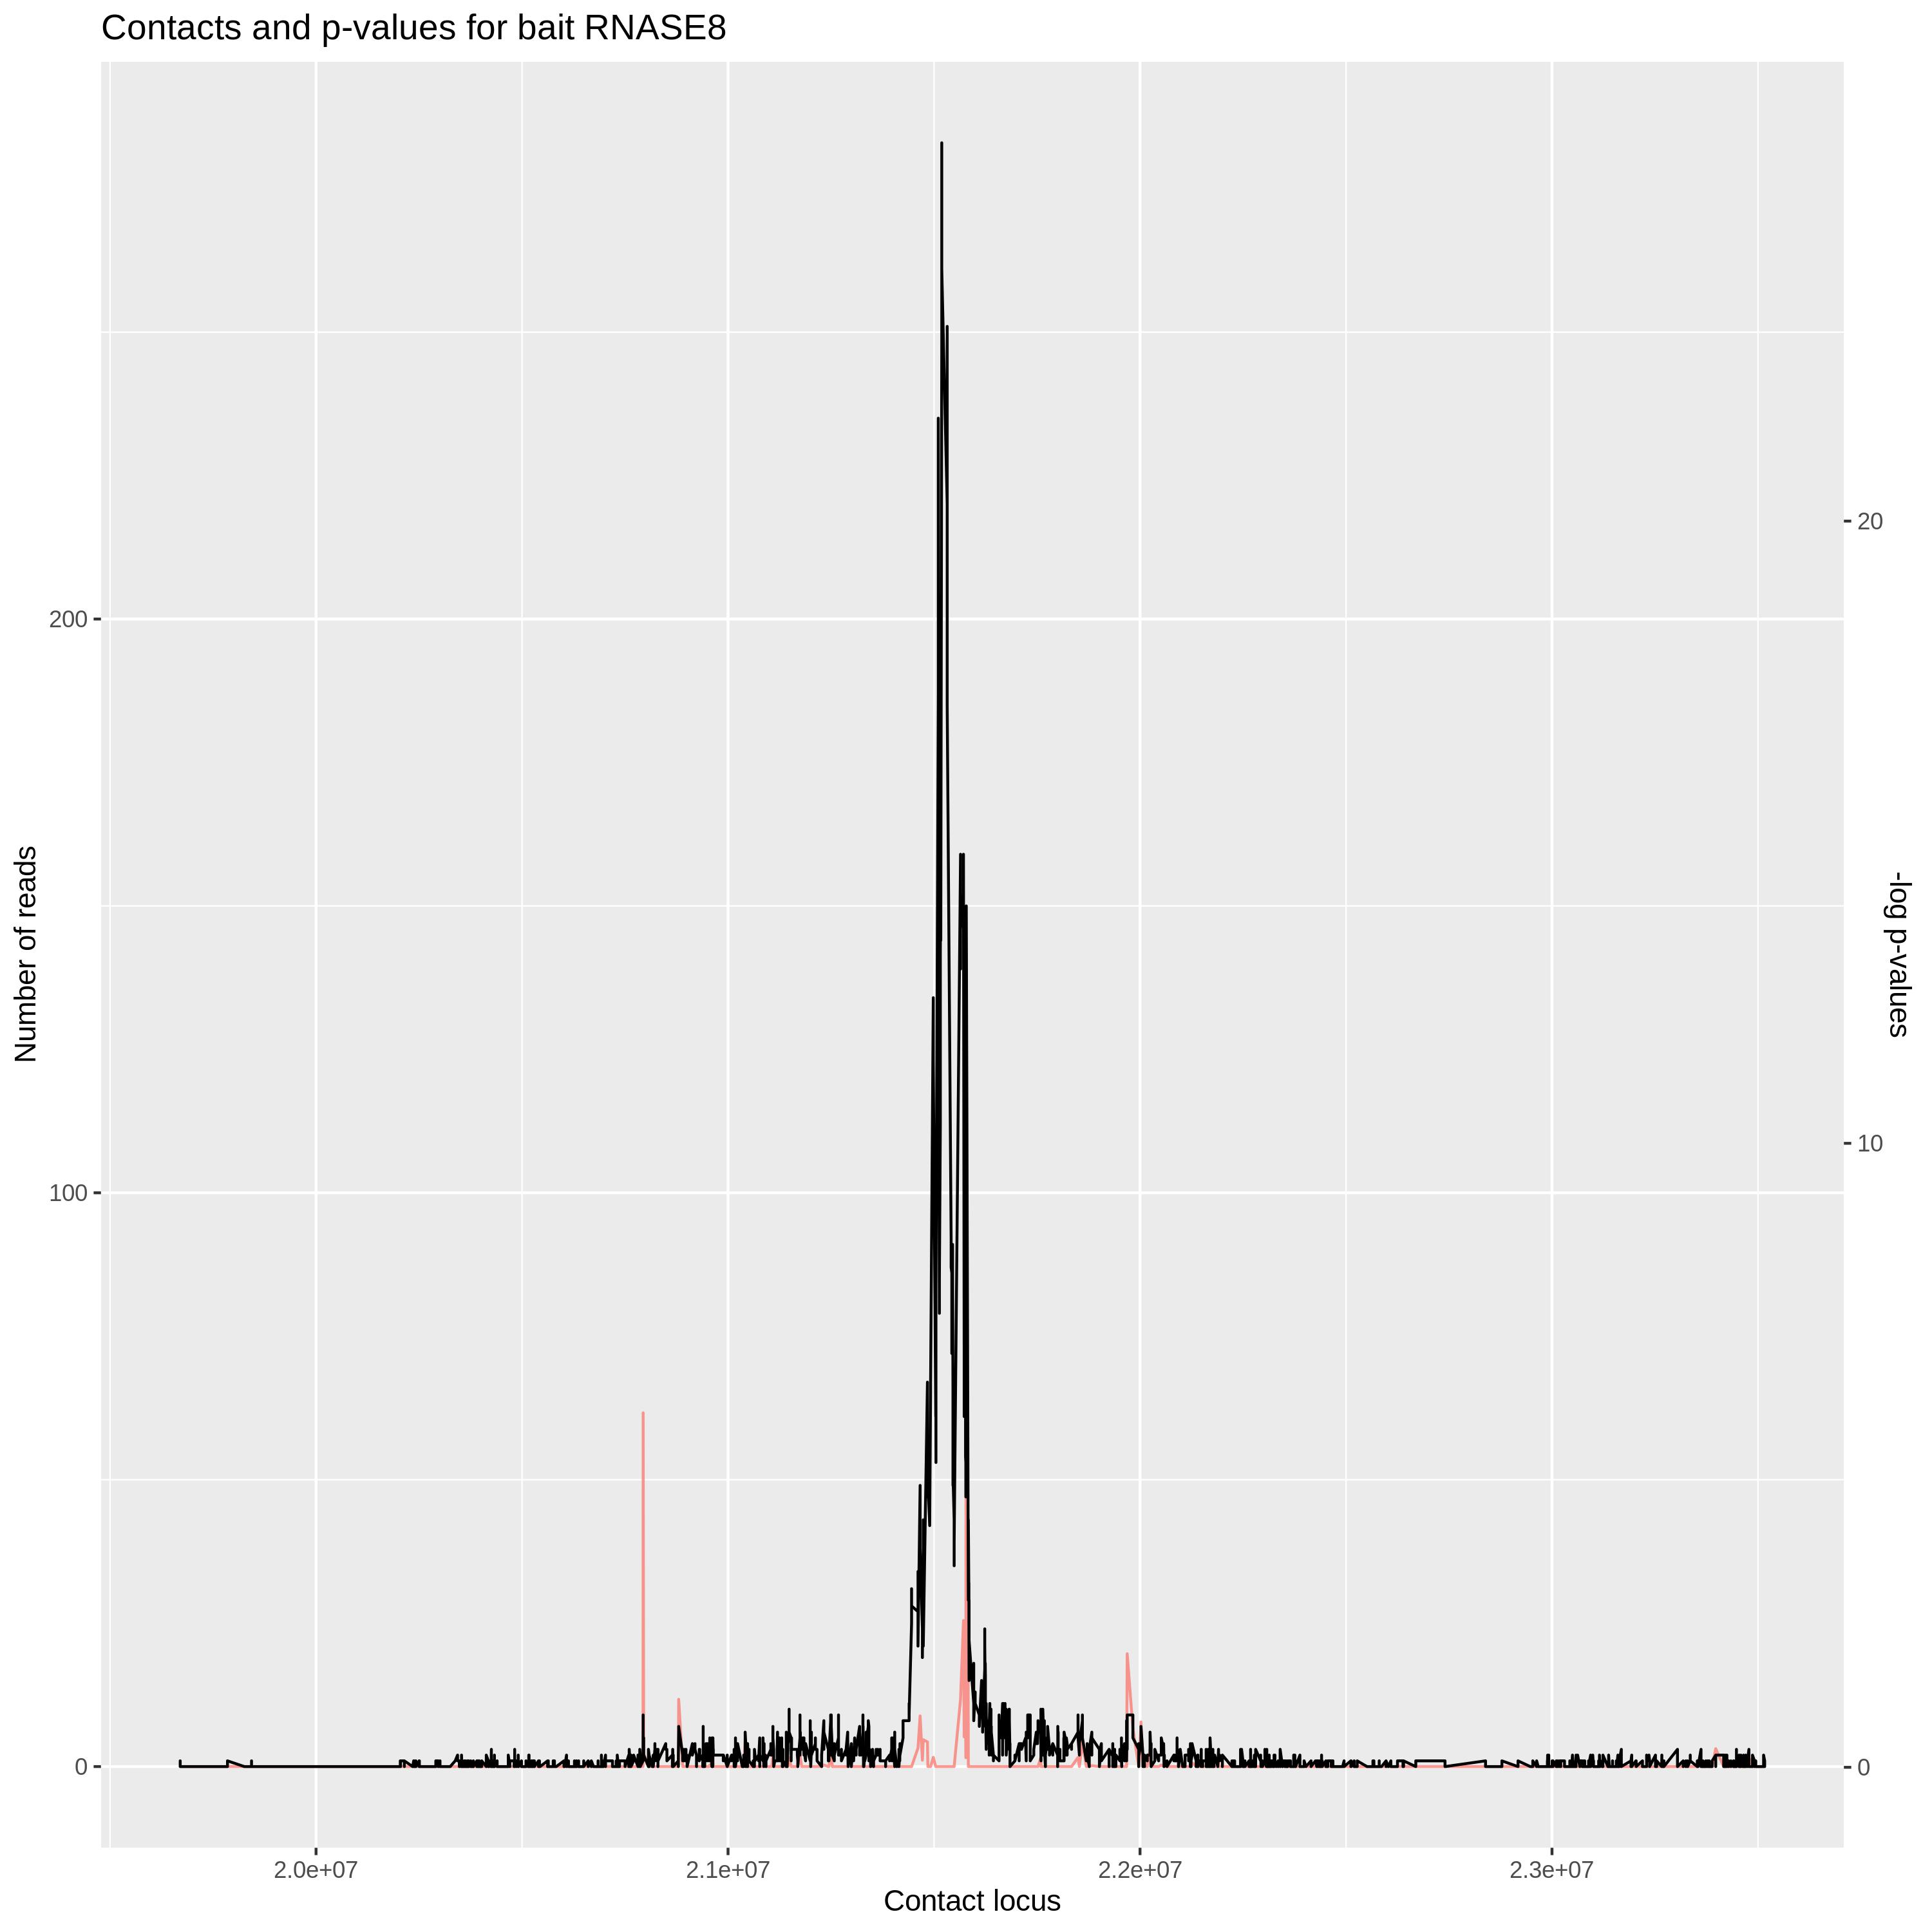 Contacts and p-values for bait RNASE8
200
100
0
Number of reads
20
10
0
-log p-values
2.0e+07
2.1e+07
2.2e+07
2.3e+07
Contact locus